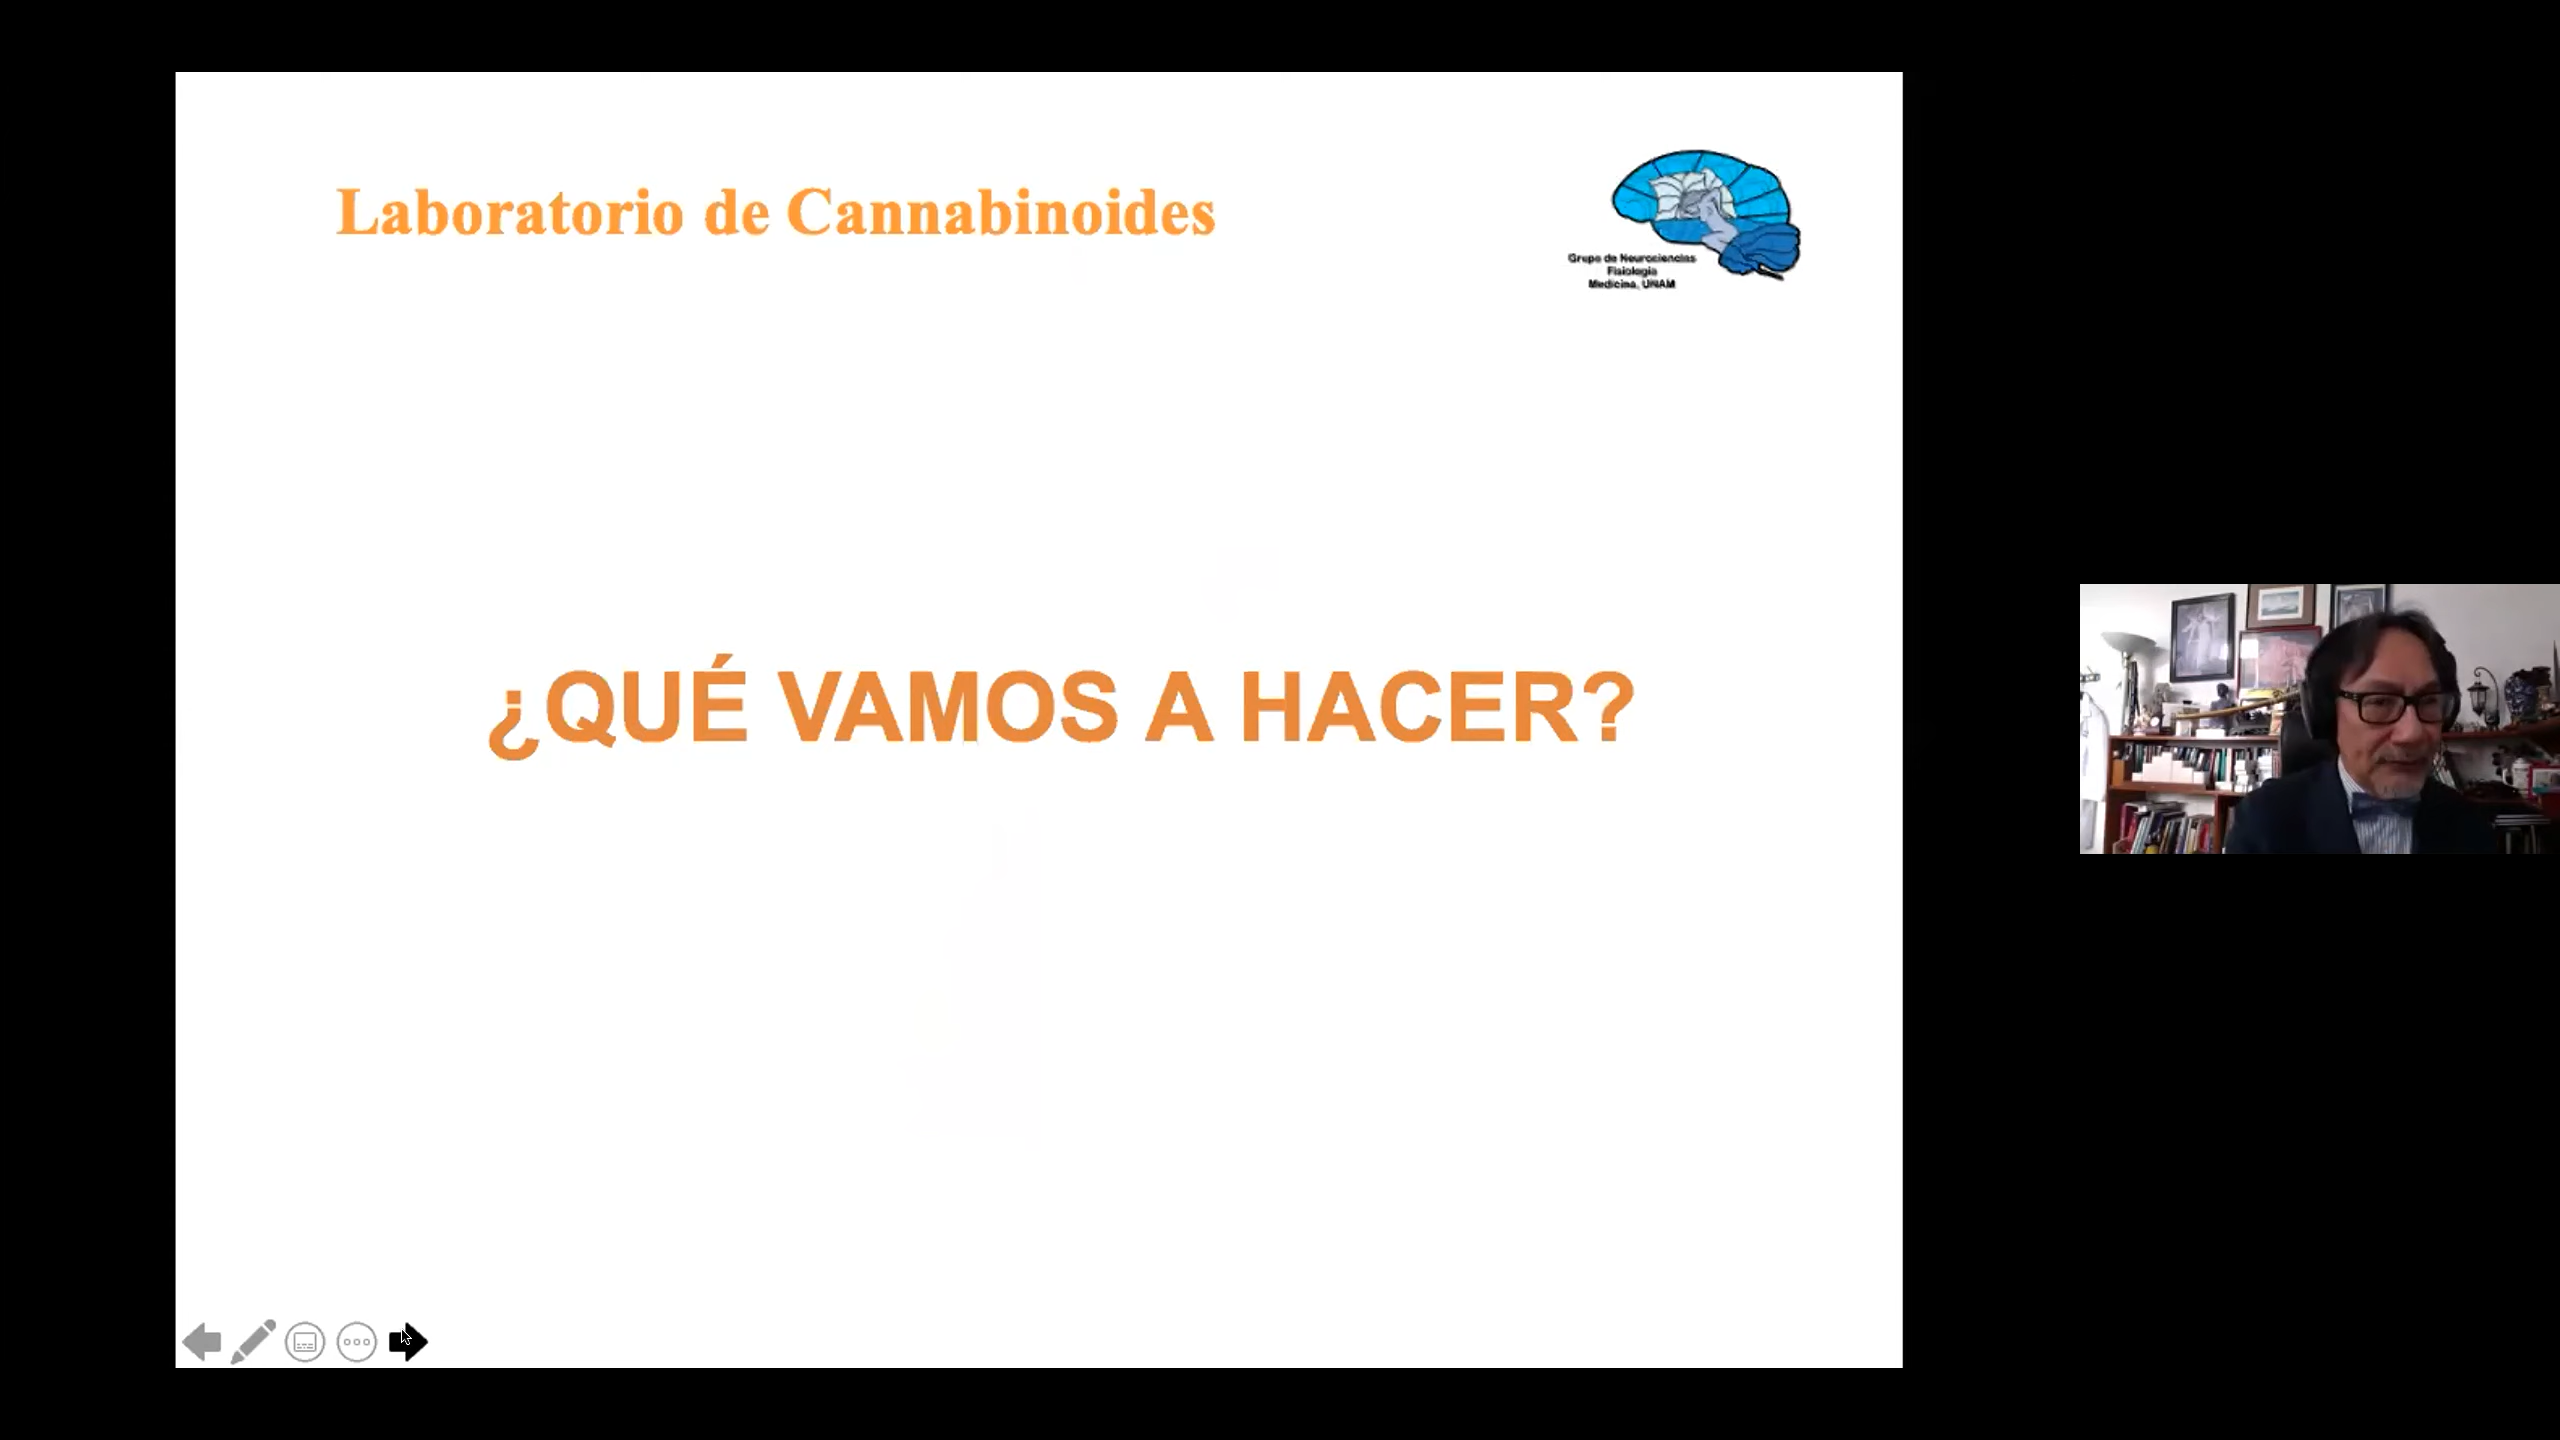 Laboratorio de Cannabinoides
Grupo de Neurociencias
Fisiología
Medicina, UNAM
¿QUÉ VAMOS A HACER?